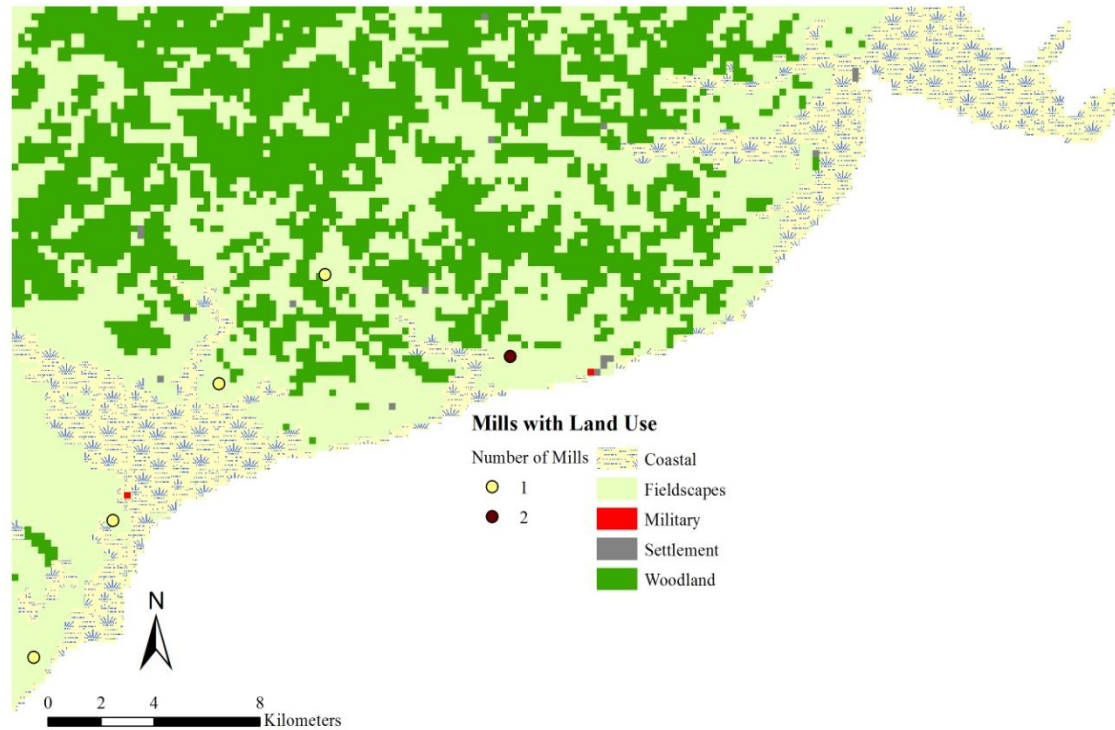 Mills with Land Use
Number of Mills
1
2
Coastal
Fieldscapes
Military
Settlement
Woodland
N
0 2 4 8
Kilometers